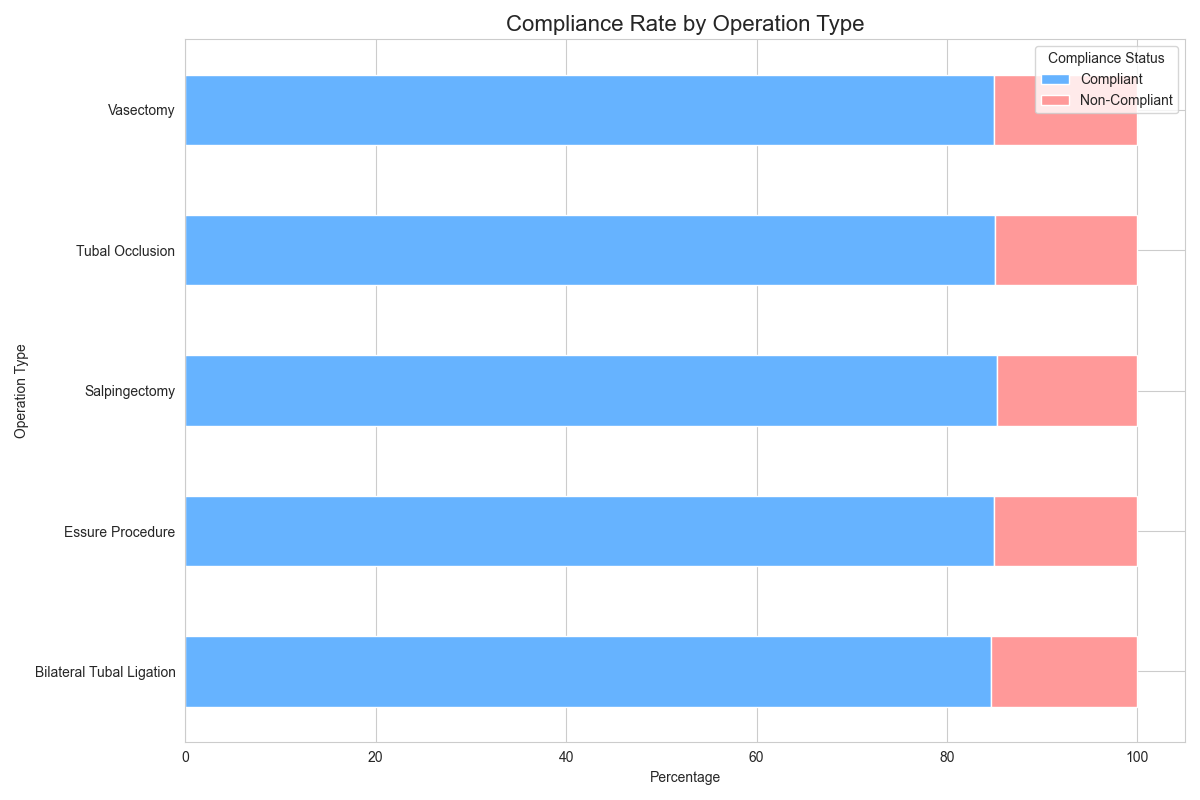 Compliance Rate by Operation Type
Compliance Status
Compliant
Non-Compliant
Operation Type
Vasectomy
Tubal Occlusion
Salpingectomy
Essure Procedure
Bilateral Tubal Ligation
0 20 40 60 80 100
Percentage